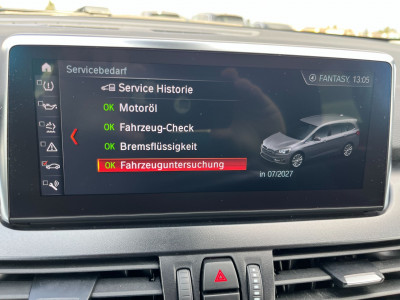 Servicebedarf
FANTASY. 13:05
Service Historie
OK Motoröl
OK Fahrzeug-Check
OK Bremsflüssigkeit
OK Fahrzeuguntersuchung
in 07/2027